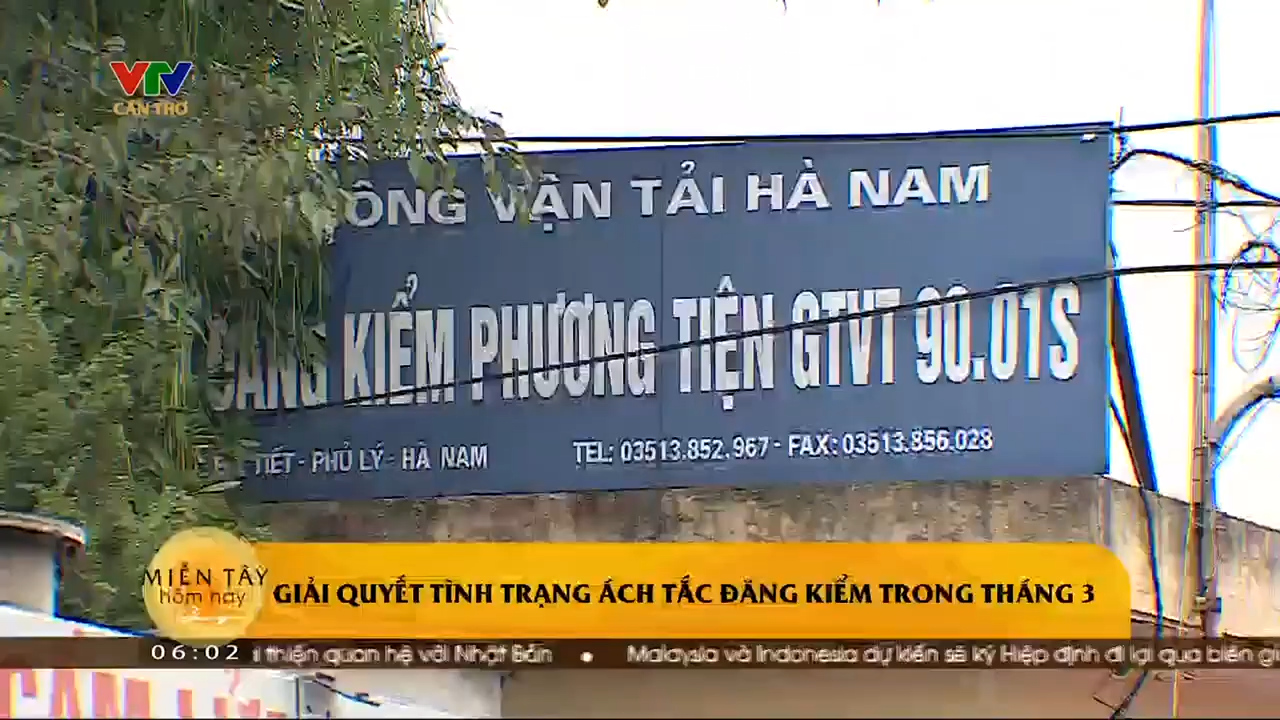 VTV
CẦN THƠ
ÔNG VẬN TẢI HÀ NAM
ĐĂNG KIỂM PHƯƠNG TIỆN GTVT 90.01S
TIẾT - PHỦ LÝ - HÀ NAM TEL: 03513.852.967 - FAX: 03513.856.028
MIỀN TÂY
hôm nay
GIẢI QUYẾT TÌNH TRẠNG ÁCH TẮC ĐĂNG KIỂM TRONG THÁNG 3
06:02 i thiện quan hệ với Nhật Bản • Malaysia và Indonesia dự kiến sẽ ký Hiệp định đi lại qua biên gi